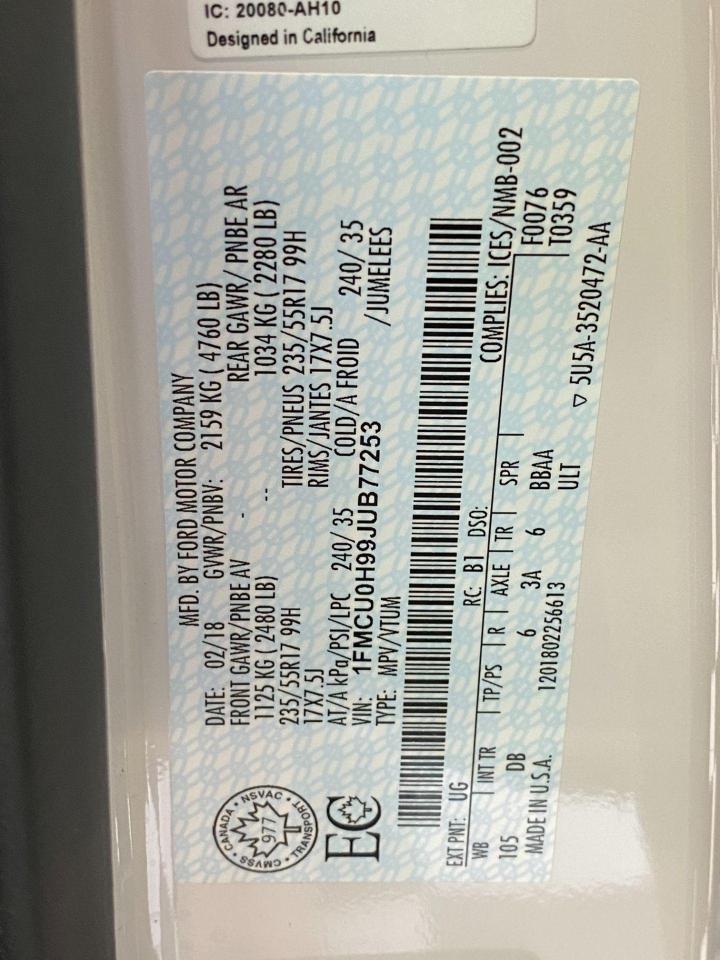 IC: 20080-AH10
Designed in California
MFD. BY FORD MOTOR COMPANY
DATE: 02/18 GVWR/PNBV: 2159 KG ( 4760 LB)
FRONT GAWR/PNBE AV - REAR GAWR/ PNBE AR
1125 KG ( 2480 LB) -- 1034 KG ( 2280 LB)
235/55R17 99H TIRES/PNEUS 235/55R17 99H
17X7.5J RIMS/JANTES 17X7.5J
AT/A kPa/PSI/LPC 240/ 35 COLD/A FROID 240/ 35
VIN: 1FMCU0H99JUB77253 /JUMELEES
TYPE: MPV/VTUM
CANADA • NSVAC • TRANSPORT • CMVSS
977
EC
EXT PNT: UG RC: B1 DSO: COMPLIES: ICES/NMB-002
WB INT TR TP/PS R AXLE TR SPR F0076
105 DB 6 3A 6 BBAA T0359
ULT
MADE IN U.S.A. 1201802256613
▽ 5U5A-3520472-AA